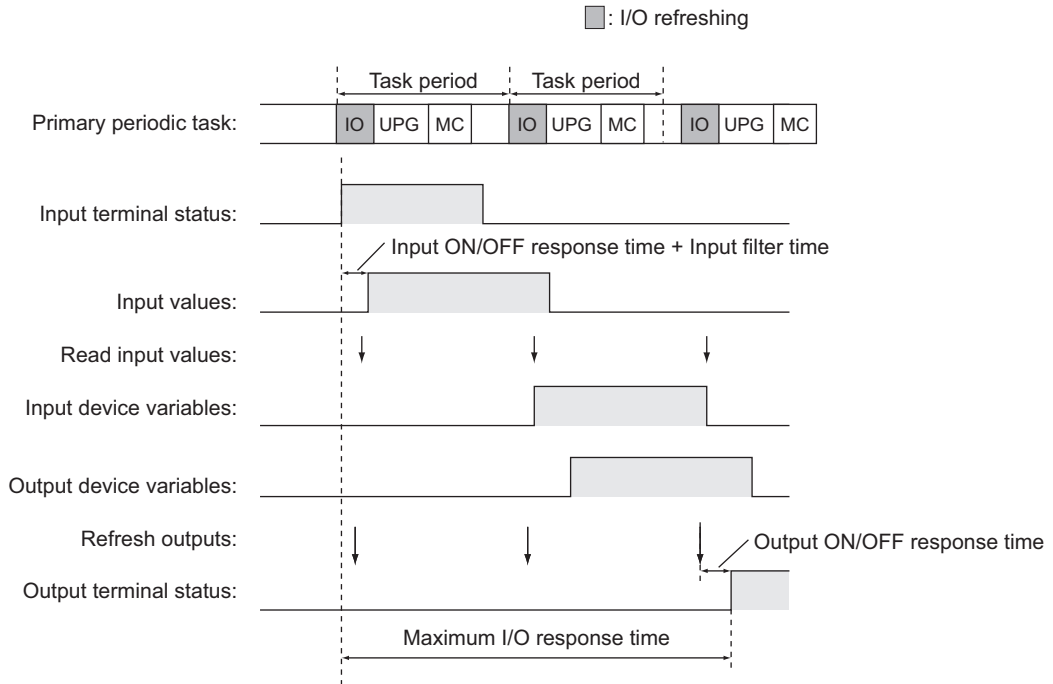 : I/O refreshing
Task period
Task period
Primary periodic task:
IO UPG MC IO UPG MC IO UPG MC
Input terminal status:
Input ON/OFF response time + Input filter time
Input values:
Read input values:
Input device variables:
Output device variables:
Refresh outputs:
Output ON/OFF response time
Output terminal status:
Maximum I/O response time